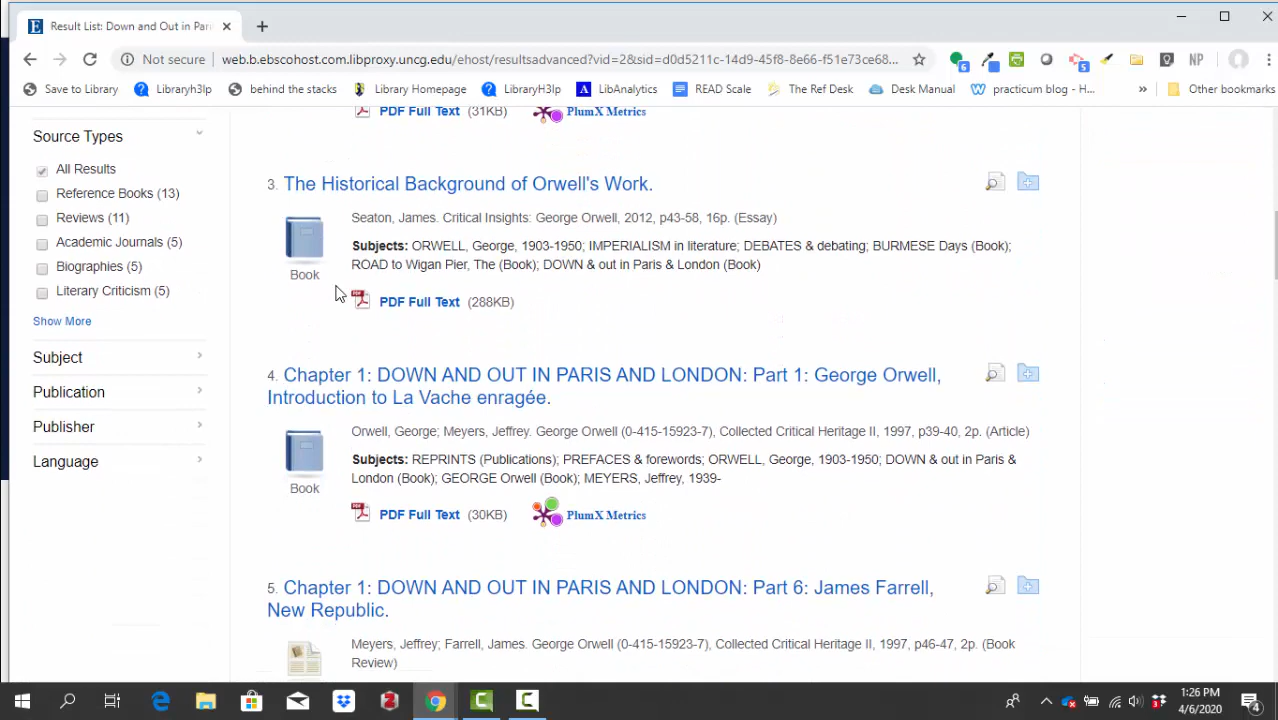 Result List: Down and Out in Pari
Not secure
web.b.ebscohost.com.libproxy.uncg.edu/ehost/resultsadvanced?vid=2&sid=d0d5211c-14d9-45f8-8e66-f51e73ce68...
6
5
NP
Save to Library
Libraryh3lp
behind the stacks
Library Homepage
LibraryH3lp
LibAnalytics
READ Scale
The Ref Desk
Desk Manual
practicum blog - H...
»
Other bookmarks
Source Types
All Results
Reference Books (13)
Reviews (11)
Academic Journals (5)
Biographies (5)
Literary Criticism (5)
Show More
Subject
Publication
Publisher
Language
PDF Full Text (31KB)
PlumX Metrics
3. The Historical Background of Orwell's Work.
Seaton, James. Critical Insights: George Orwell, 2012, p43-58, 16p. (Essay)
Subjects: ORWELL, George, 1903-1950; IMPERIALISM in literature; DEBATES & debating; BURMESE Days (Book);
ROAD to Wigan Pier, The (Book); DOWN & out in Paris & London (Book)
Book
PDF Full Text (288KB)
4. Chapter 1: DOWN AND OUT IN PARIS AND LONDON: Part 1: George Orwell,
Introduction to La Vache enragée.
Orwell, George; Meyers, Jeffrey. George Orwell (0-415-15923-7), Collected Critical Heritage II, 1997, p39-40, 2p. (Article)
Subjects: REPRINTS (Publications); PREFACES & forewords; ORWELL, George, 1903-1950; DOWN & out in Paris &
London (Book); GEORGE Orwell (Book); MEYERS, Jeffrey, 1939-
Book
PDF Full Text (30KB)
PlumX Metrics
5. Chapter 1: DOWN AND OUT IN PARIS AND LONDON: Part 6: James Farrell,
New Republic.
Meyers, Jeffrey; Farrell, James. George Orwell (0-415-15923-7), Collected Critical Heritage II, 1997, p46-47, 2p. (Book
Review)
1:26 PM
4/6/2020
4